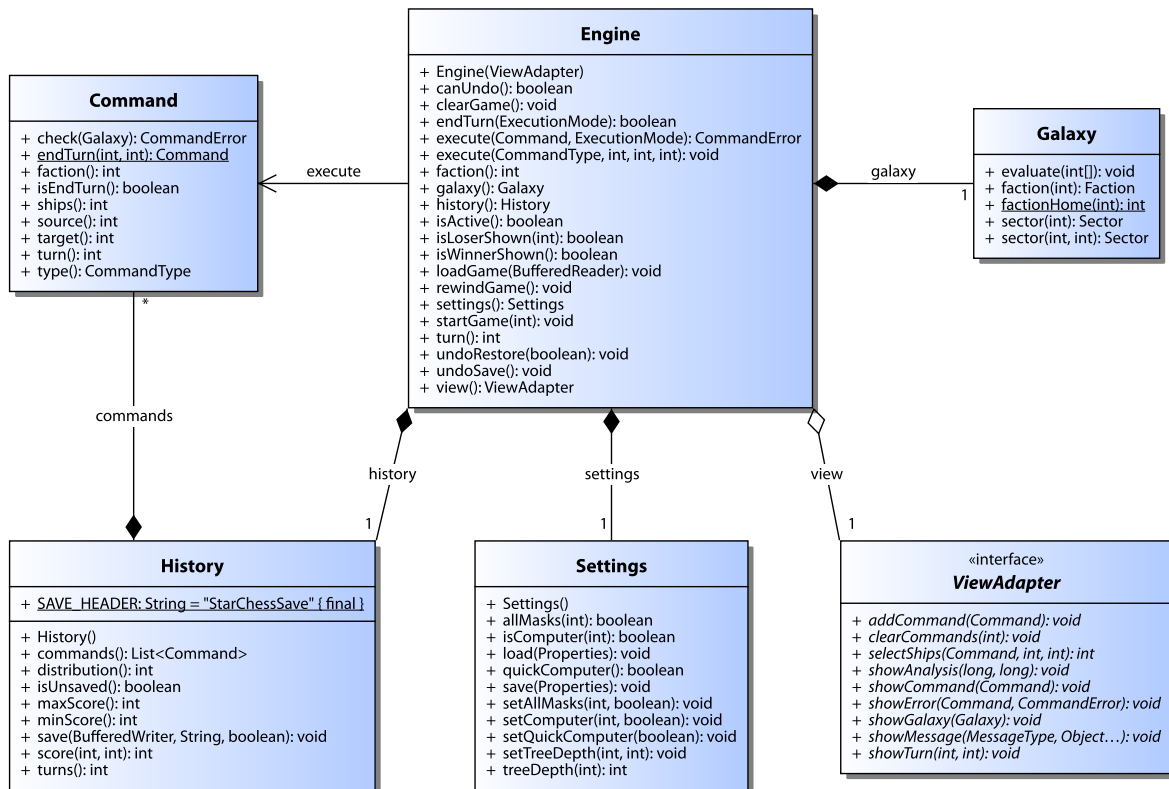 Engine
+ Engine(ViewAdapter)
+ canUndo(): boolean
+ clearGame(): void
+ endTurn(ExecutionMode): boolean
+ execute(Command, ExecutionMode): CommandError
+ execute(CommandType, int, int, int): void
+ faction(): int
+ galaxy(): Galaxy
+ history(): History
+ isActive(): boolean
+ isLoserShown(int): boolean
+ isWinnerShown(): boolean
+ loadGame(BufferedReader): void
+ rewindGame(): void
+ settings(): Settings
+ startGame(int): void
+ turn(): int
+ undoRestore(boolean): void
+ undoSave(): void
+ view(): ViewAdapter
Command
+ check(Galaxy): CommandError
+ endTurn(int, int): Command
+ faction(): int
+ isEndTurn(): boolean
+ ships(): int
+ source(): int
+ target(): int
+ turn(): int
+ type(): CommandType
execute
galaxy
1
Galaxy
+ evaluate(int[]): void
+ faction(int): Faction
+ factionHome(int): int
+ sector(int): Sector
+ sector(int, int): Sector
*
commands
history
1
settings
1
view
1
History
+ SAVE_HEADER: String = "StarChessSave" { final }
+ History()
+ commands(): List<Command>
+ distribution(): int
+ isUnsaved(): boolean
+ maxScore(): int
+ minScore(): int
+ save(BufferedWriter, String, boolean): void
+ score(int, int): int
+ turns(): int
Settings
+ Settings()
+ allMasks(int): boolean
+ isComputer(int): boolean
+ load(Properties): void
+ quickComputer(): boolean
+ save(Properties): void
+ setAllMasks(int, boolean): void
+ setComputer(int, boolean): void
+ setQuickComputer(boolean): void
+ setTreeDepth(int, int): void
+ treeDepth(int): int
«interface»
ViewAdapter
+ addCommand(Command): void
+ clearCommands(int): void
+ selectShips(Command, int, int): int
+ showAnalysis(long, long): void
+ showCommand(Command): void
+ showError(Command, CommandError): void
+ showGalaxy(Galaxy): void
+ showMessage(MessageType, Object…): void
+ showTurn(int, int): void